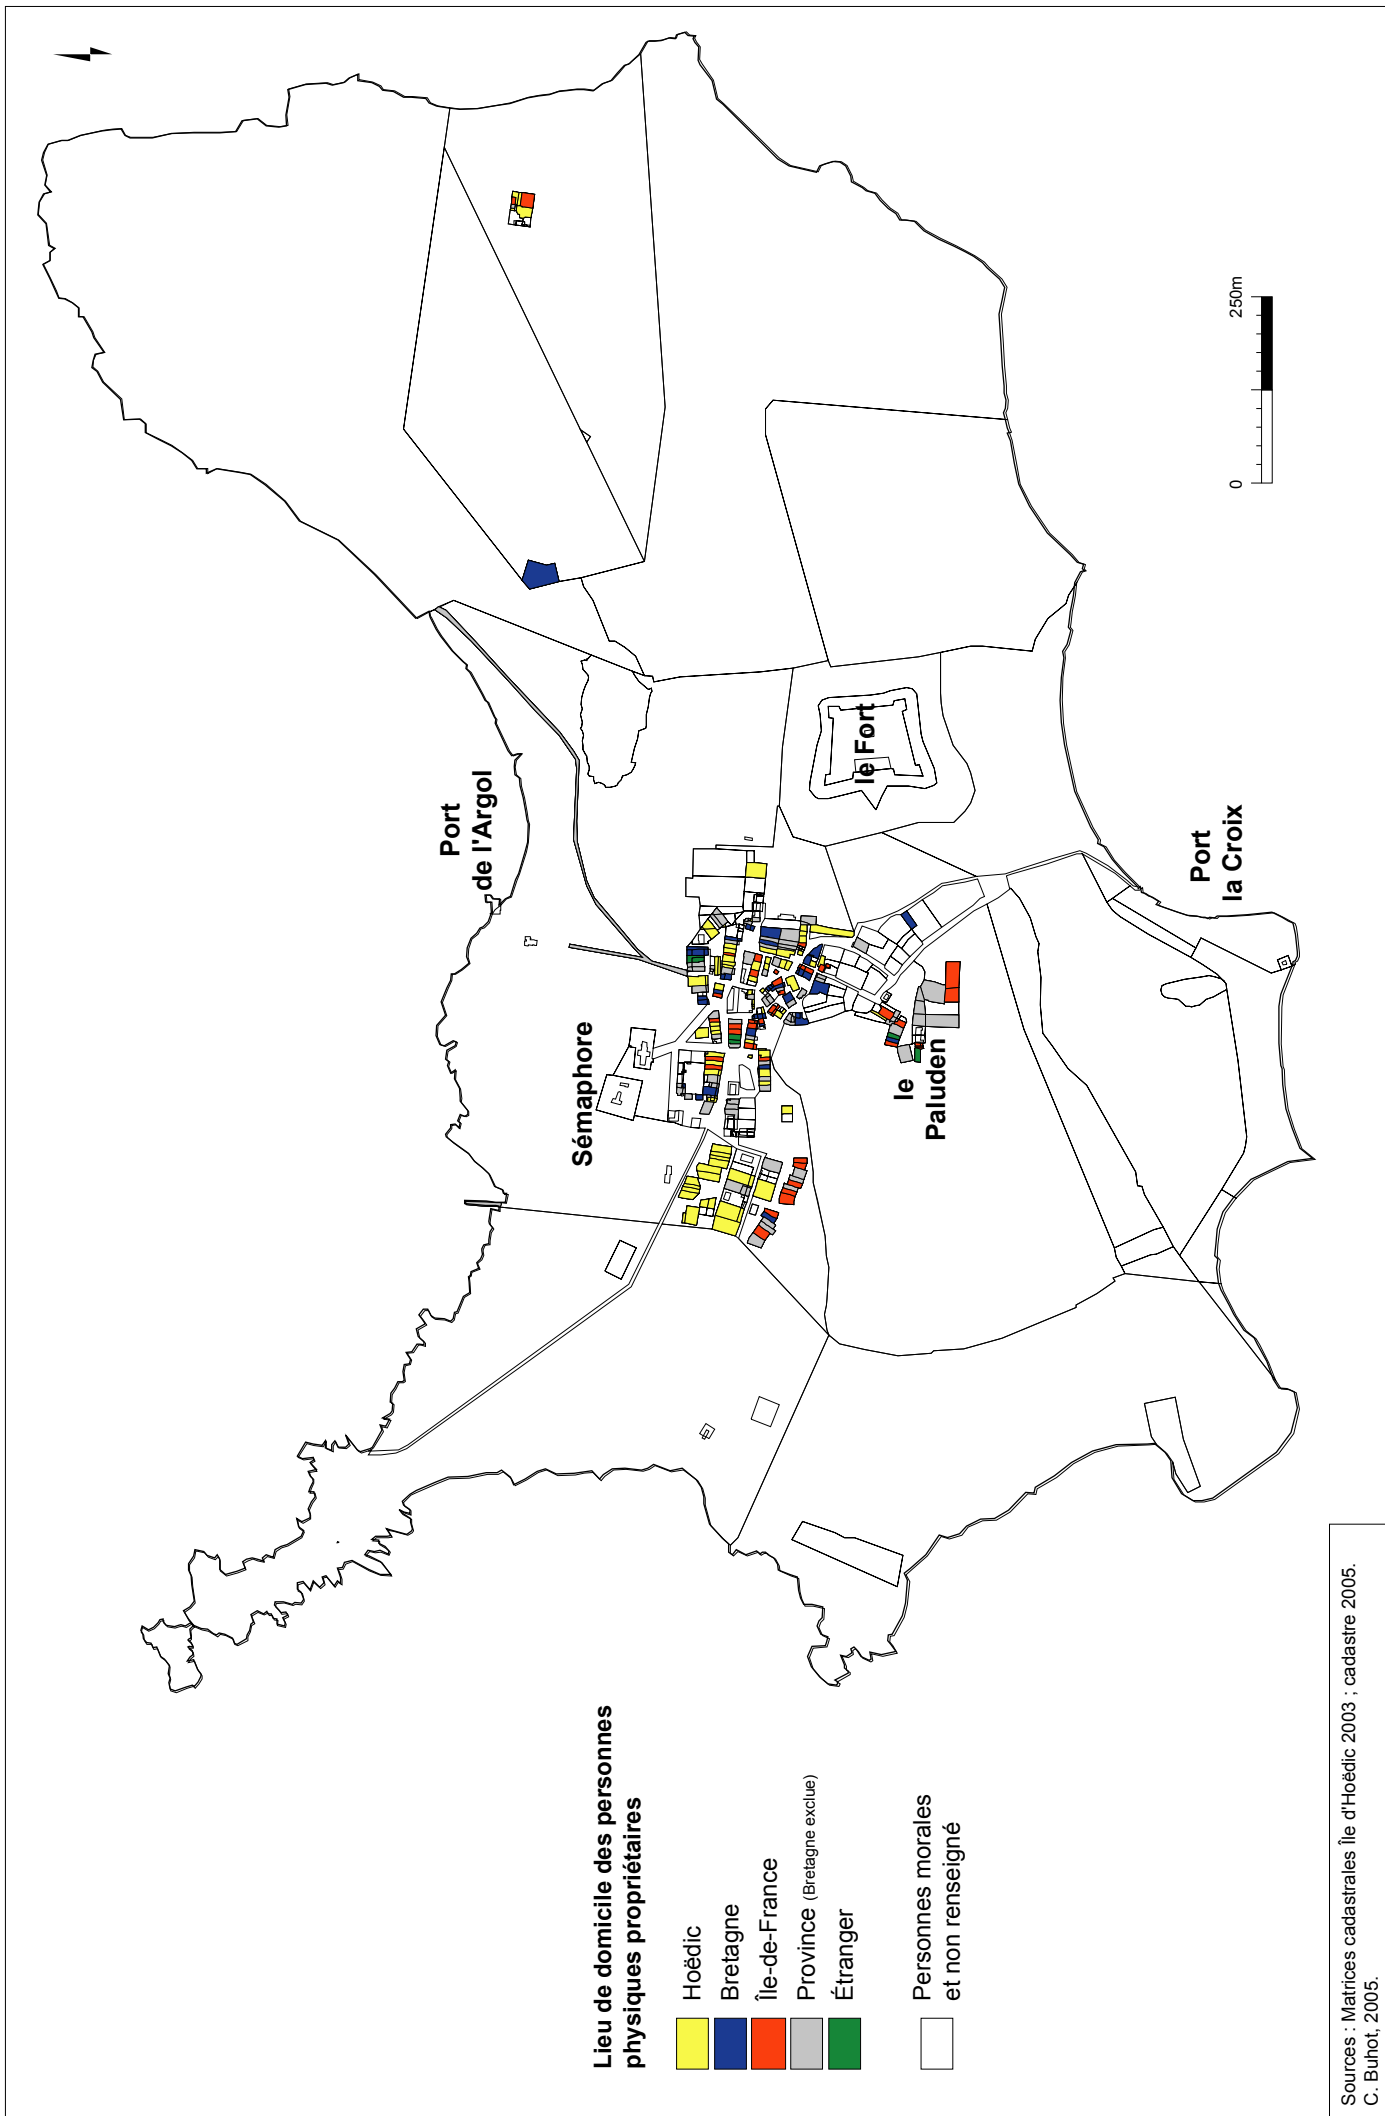 Port
de l'Argol
Sémaphore
le Fort
le
Paluden
Port
la Croix
0
250m
Lieu de domicile des personnes
physiques propriétaires
Hoëdic
Bretagne
Île-de-France
Province (Bretagne exclue)
Étranger
Personnes morales
et non renseigné
Sources : Matrices cadastrales Île d'Hoëdic 2003 ; cadastre 2005.
C. Buhot, 2005.